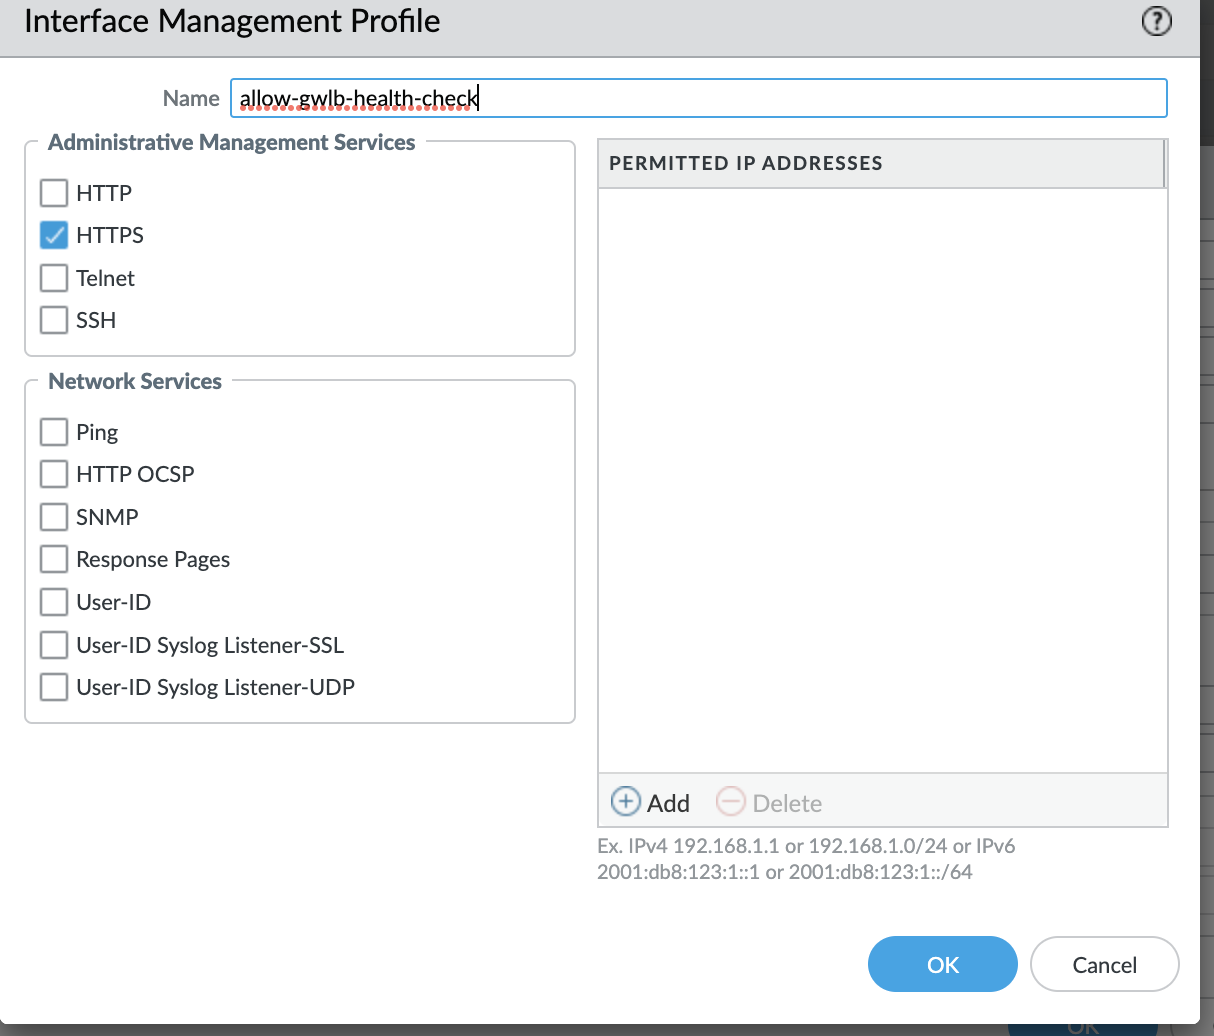 Interface Management Profile
Name allow-gwlb-health-check
Administrative Management Services
HTTP
HTTPS
Telnet
SSH
Network Services
Ping
HTTP OCSP
SNMP
Response Pages
User-ID
User-ID Syslog Listener-SSL
User-ID Syslog Listener-UDP
PERMITTED IP ADDRESSES
Add Delete
Ex. IPv4 192.168.1.1 or 192.168.1.0/24 or IPv6
2001:db8:123:1::1 or 2001:db8:123:1::/64
OK Cancel
OK